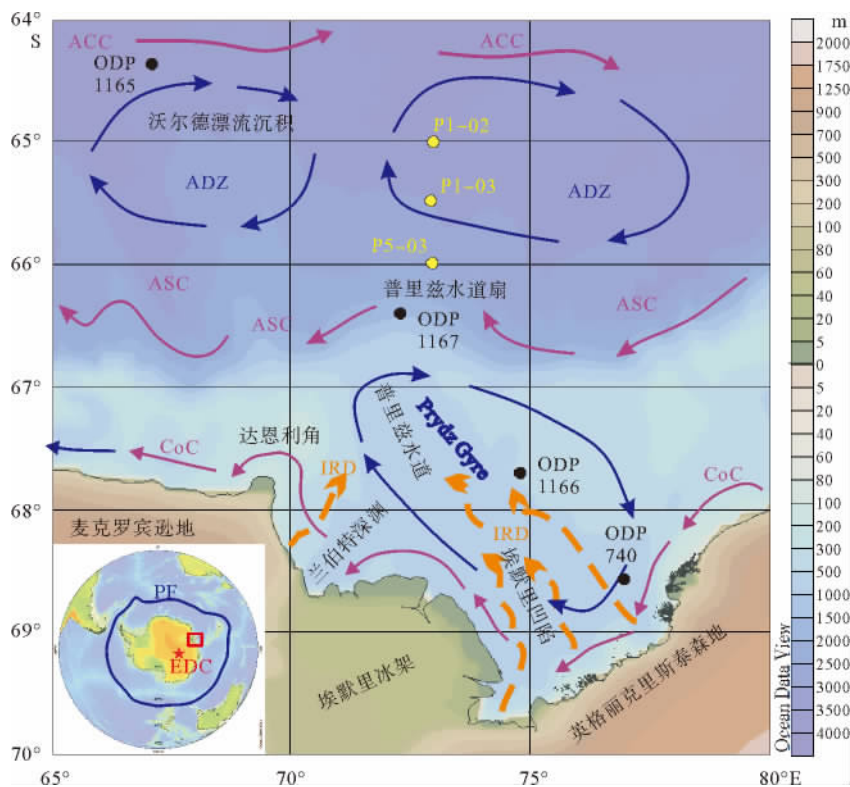 64°
S
65°
66°
67°
68°
69°
70°
65°
70°
75°
80°E
ACC
ACC
ODP
1165
沃尔德漂流沉积
P1-02
P1-03
P5-03
ADZ
ADZ
ASC
ASC
ASC
普里兹水道扇
ODP
1167
达恩利角
CoC
IRD
普里兹水道
Prydz Gyre
ODP
1166
CoC
麦克罗宾逊地
兰伯特深渊
IRD
埃默里凹陷
ODP
740
PF
EDC
埃默里冰架
英格丽克里斯泰森地
Ocean Data View
m
2000
1750
1250
900
700
500
300
200
100
80
60
40
20
5
0
5
20
40
60
80
100
200
300
500
1000
2000
2500
3000
3500
4000